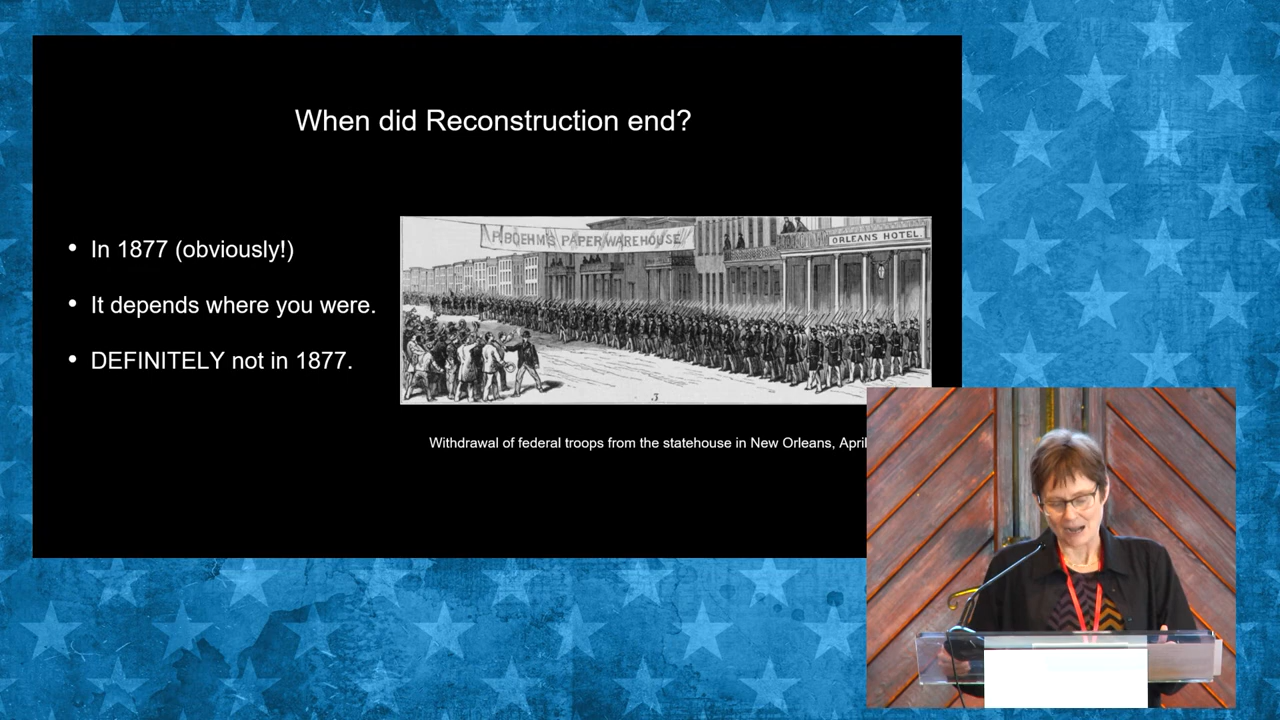 When did Reconstruction end?
• In 1877 (obviously!)
• It depends where you were.
• DEFINITELY not in 1877.
P. BOEHM'S PAPER WAREHOUSE
ORLEANS HOTEL.
3
Withdrawal of federal troops from the statehouse in New Orleans, April